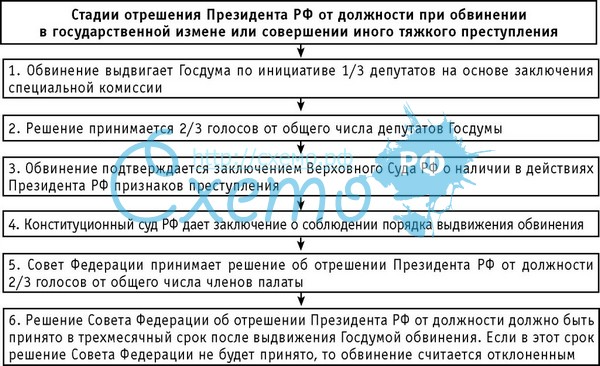 Стадии отрешения Президента РФ от должности при обвинении
в государственной измене или совершении иного тяжкого преступления
1. Обвинение выдвигает Госдума по инициативе 1/3 депутатов на основе заключения
специальной комиссии
2. Решение принимается 2/3 голосов от общего числа депутатов Госдумы
http://схемо.рф
3. Обвинение подтверждается заключением Верховного Суда РФ о наличии в действиях
Президента РФ признаков преступления
Схемо
РФ
4. Конституционный суд РФ дает заключение о соблюдении порядка выдвижения обвинения
5. Совет Федерации принимает решение об отрешении Президента РФ от должности
2/3 голосов от общего числа членов палаты
6. Решение Совета Федерации об отрешении Президента РФ от должности должно быть
принято в трехмесячный срок после выдвижения Госдумой обвинения. Если в этот срок
решение Совета Федерации не будет принято, то обвинение считается отклоненным